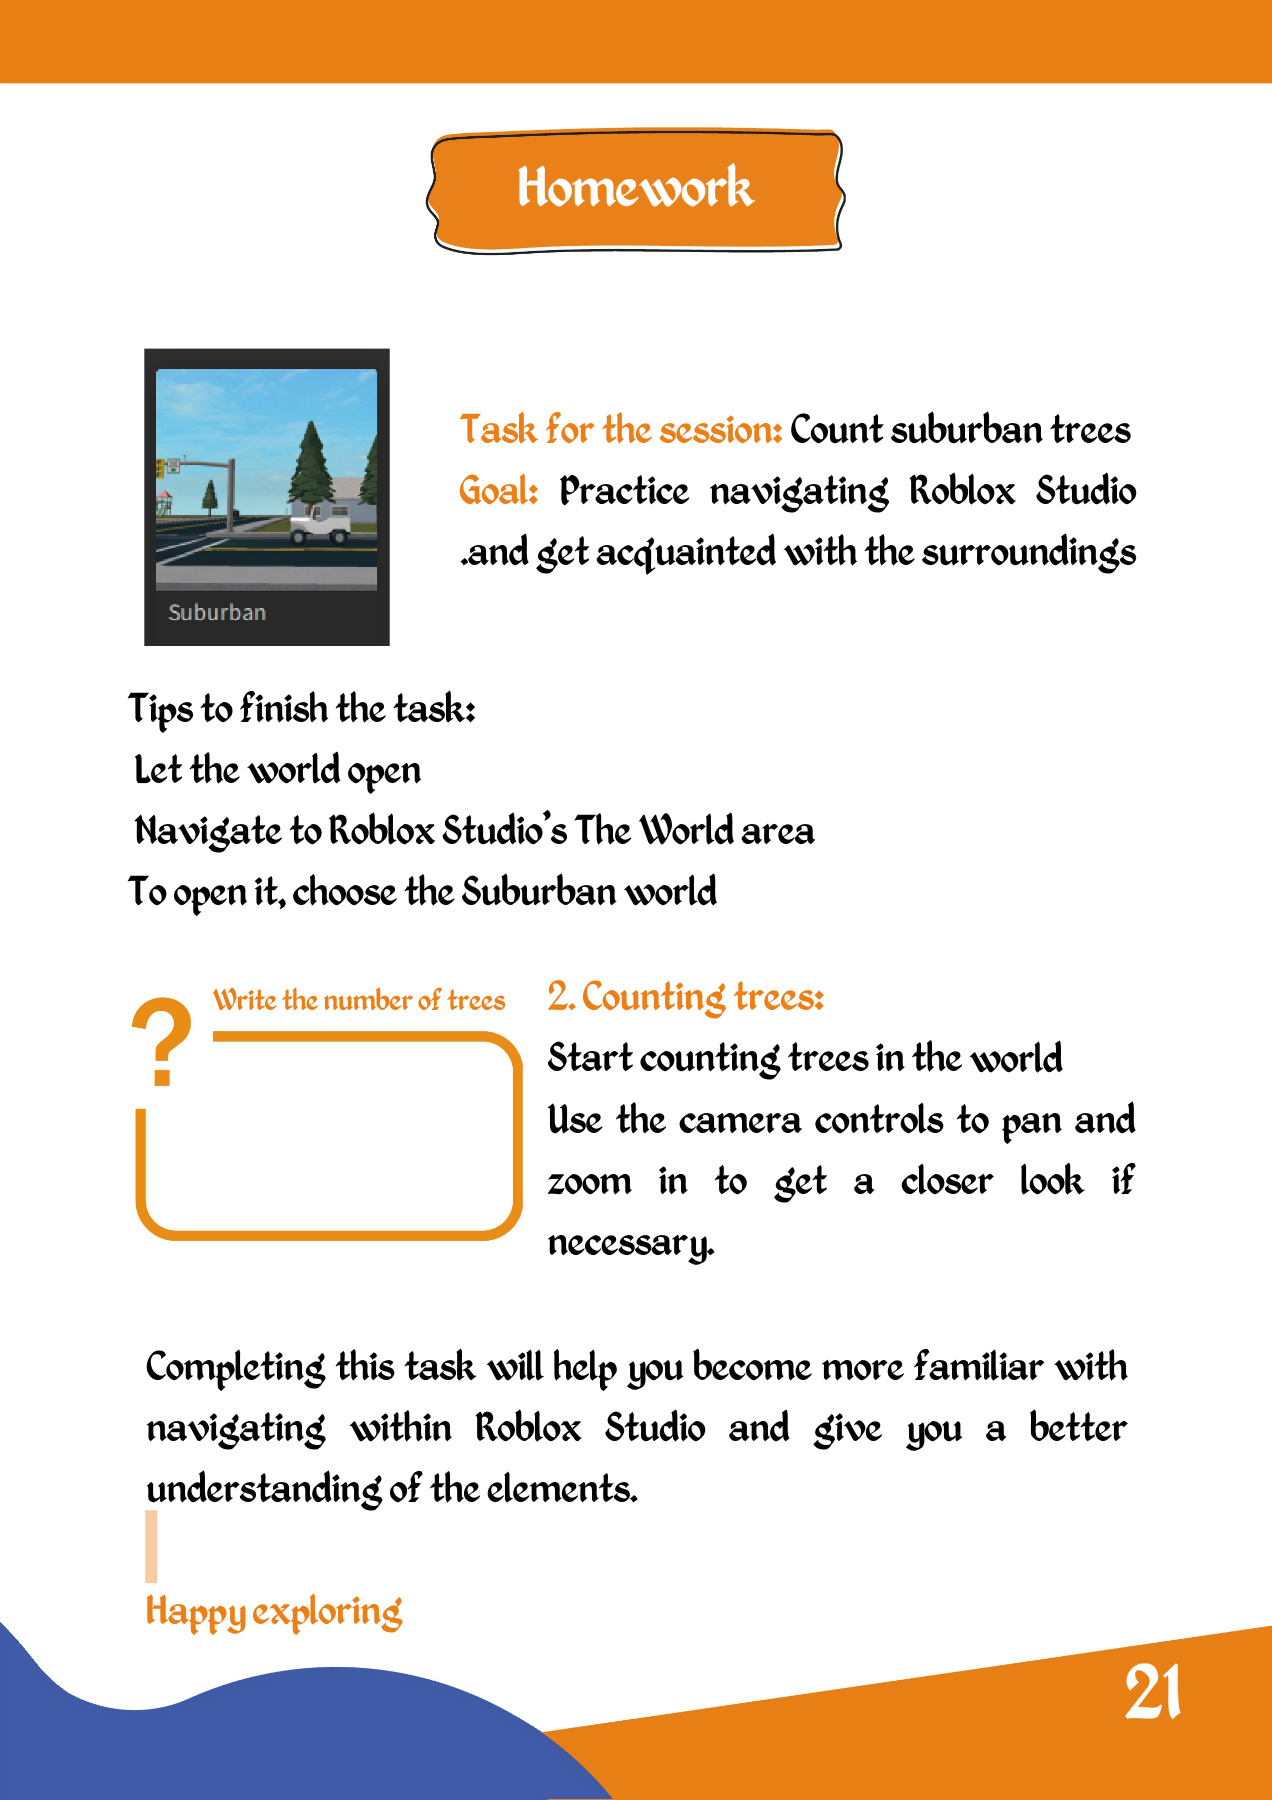 Homework
Suburban
Task for the session: Count suburban trees
Goal: Practice navigating Roblox Studio
.and get acquainted with the surroundings
Tips to finish the task:
Let the world open
Navigate to Roblox Studio's The World area
To open it, choose the Suburban world
? Write the number of trees
2. Counting trees:
Start counting trees in the world
Use the camera controls to pan and
zoom in to get a closer look if
necessary.
Completing this task will help you become more familiar with
navigating within Roblox Studio and give you a better
understanding of the elements.
Happy exploring
21